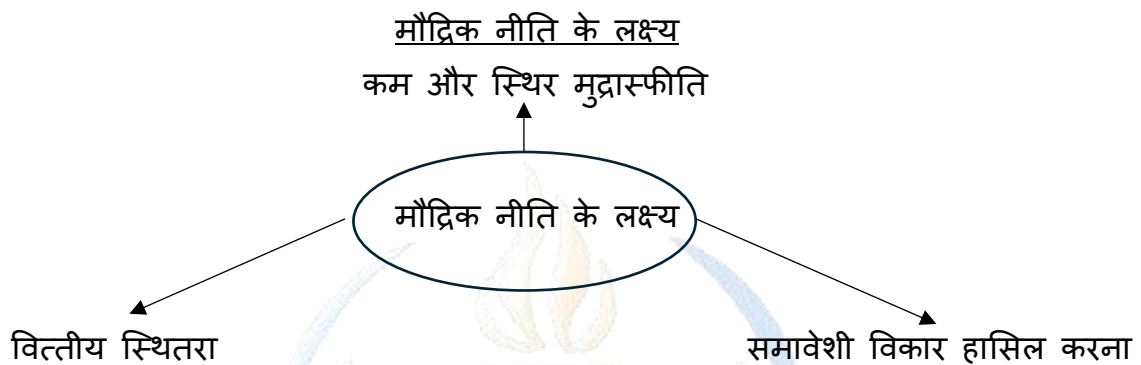 मौद्रिक नीति के लक्ष्य
कम और स्थिर मुद्रास्फीति
मौद्रिक नीति के लक्ष्य
वित्तीय स्थितरा
समावेशी विकार हासिल करना